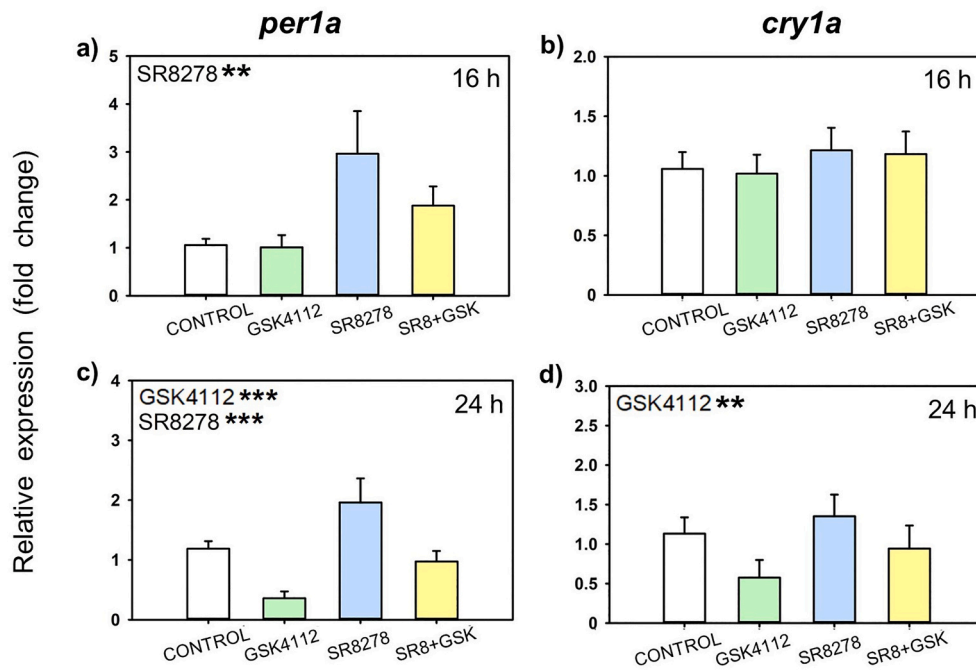 per1a
cry1a
Relative expression (fold change)
a)
SR8278 **
16 h
5
4
3
2
1
0
CONTROL
GSK4112
SR8278
SR8+GSK
b)
16 h
2.0
1.5
1.0
0.5
0
CONTROL
GSK4112
SR8278
SR8+GSK
c)
GSK4112 ***
SR8278 ***
24 h
4
3
2
1
0
CONTROL
GSK4112
SR8278
SR8+GSK
d)
GSK4112 **
24 h
3.0
2.5
2.0
1.5
1.0
0.5
0
CONTROL
GSK4112
SR8278
SR8+GSK